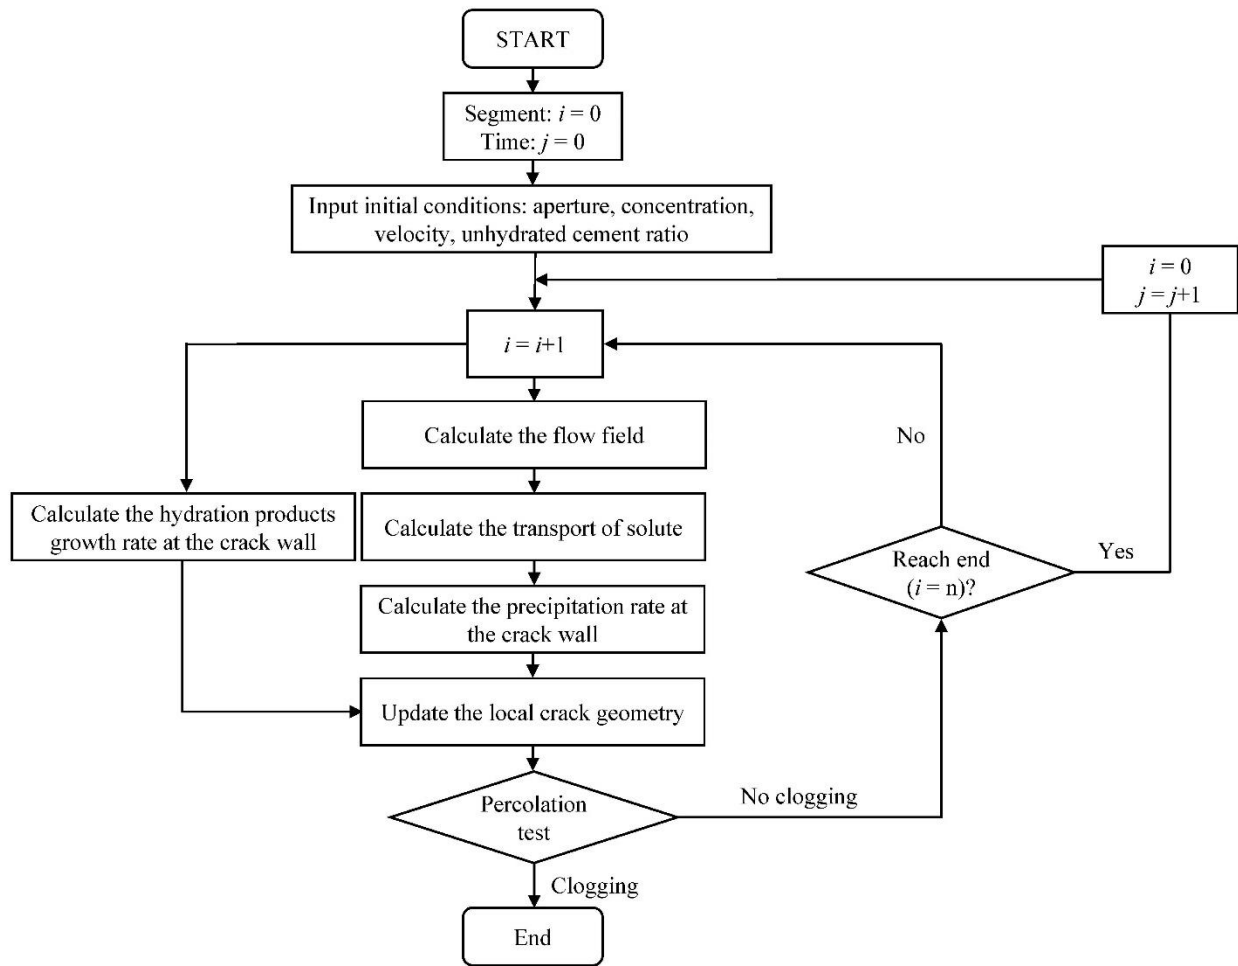 START
Segment: i = 0
Time: j = 0
Input initial conditions: aperture, concentration,
velocity, unhydrated cement ratio
i = 0
j = j+1
i = i+1
Calculate the flow field
No
Calculate the hydration products
growth rate at the crack wall
Calculate the transport of solute
Reach end
(i = n)?
Yes
Calculate the precipitation rate at
the crack wall
Update the local crack geometry
Percolation
test
No clogging
Clogging
End